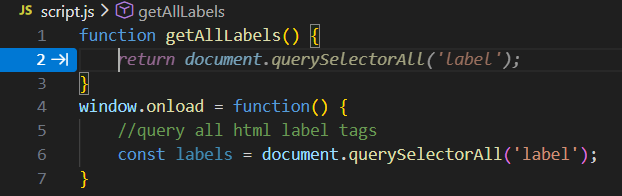 JS script.js > getAllLabels
1 function getAllLabels() {
2 return document.querySelectorAll('label');
3 }
4 window.onload = function() {
5 //query all html label tags
6 const labels = document.querySelectorAll('label');
7 }